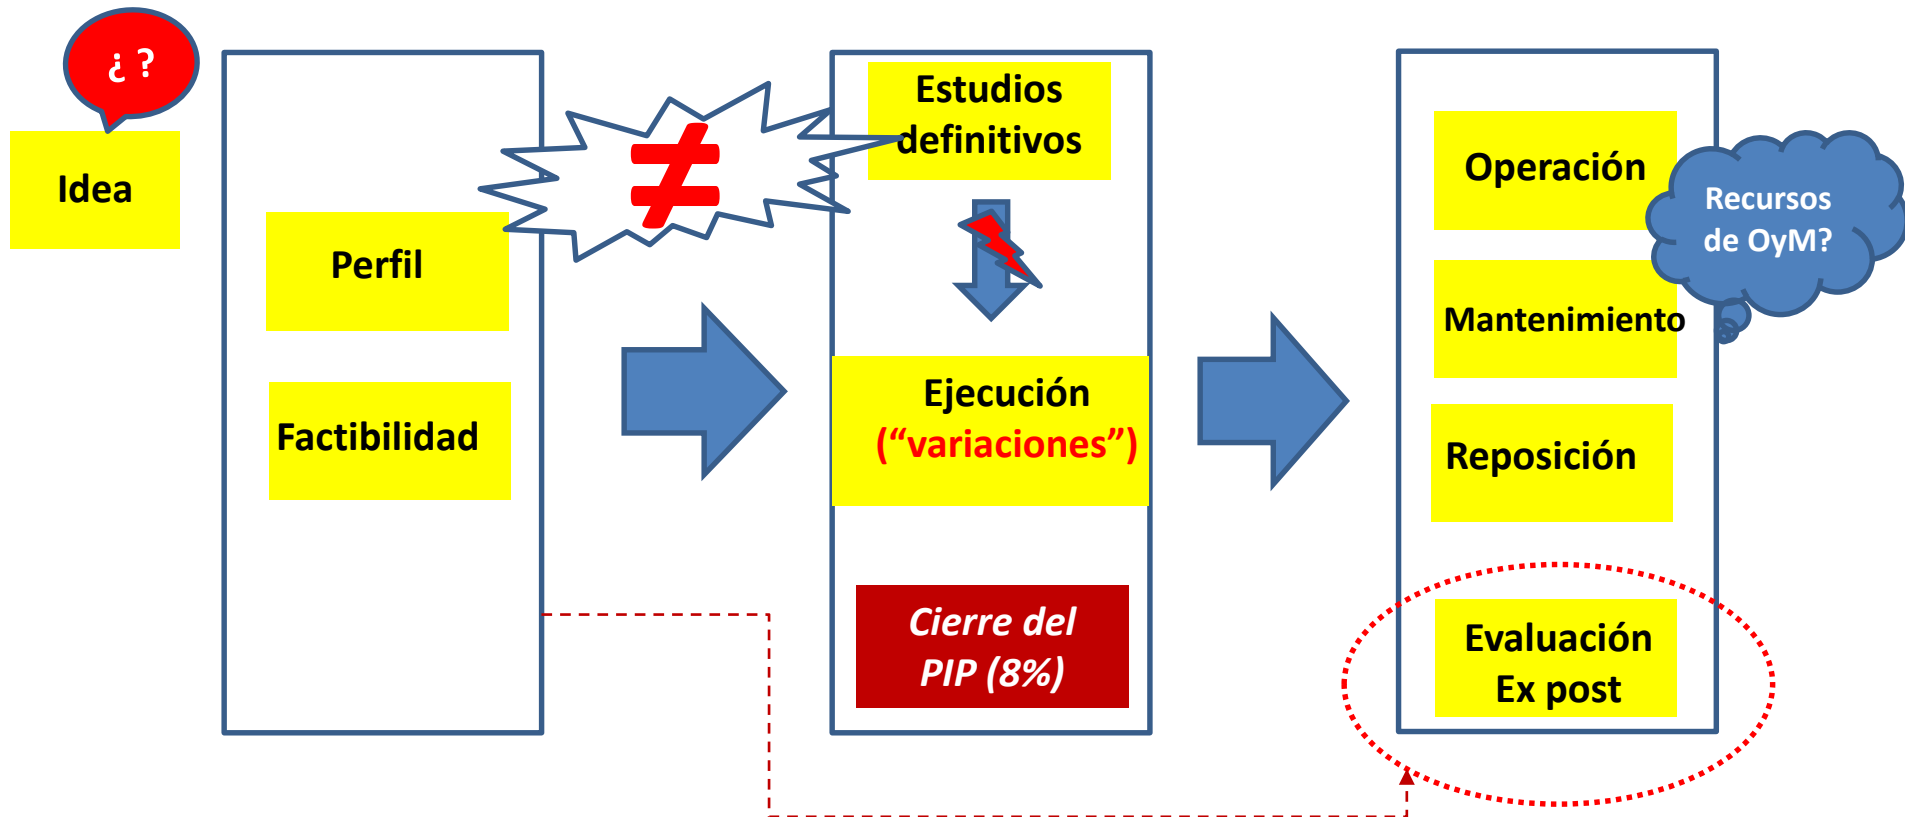 ¿ ?
Idea
Perfil
Factibilidad
≠
Estudios
definitivos
Ejecución
(“variaciones”)
Cierre del
PIP (8%)
Operación
Mantenimiento
Reposición
Evaluación
Ex post
Recursos
de OyM?